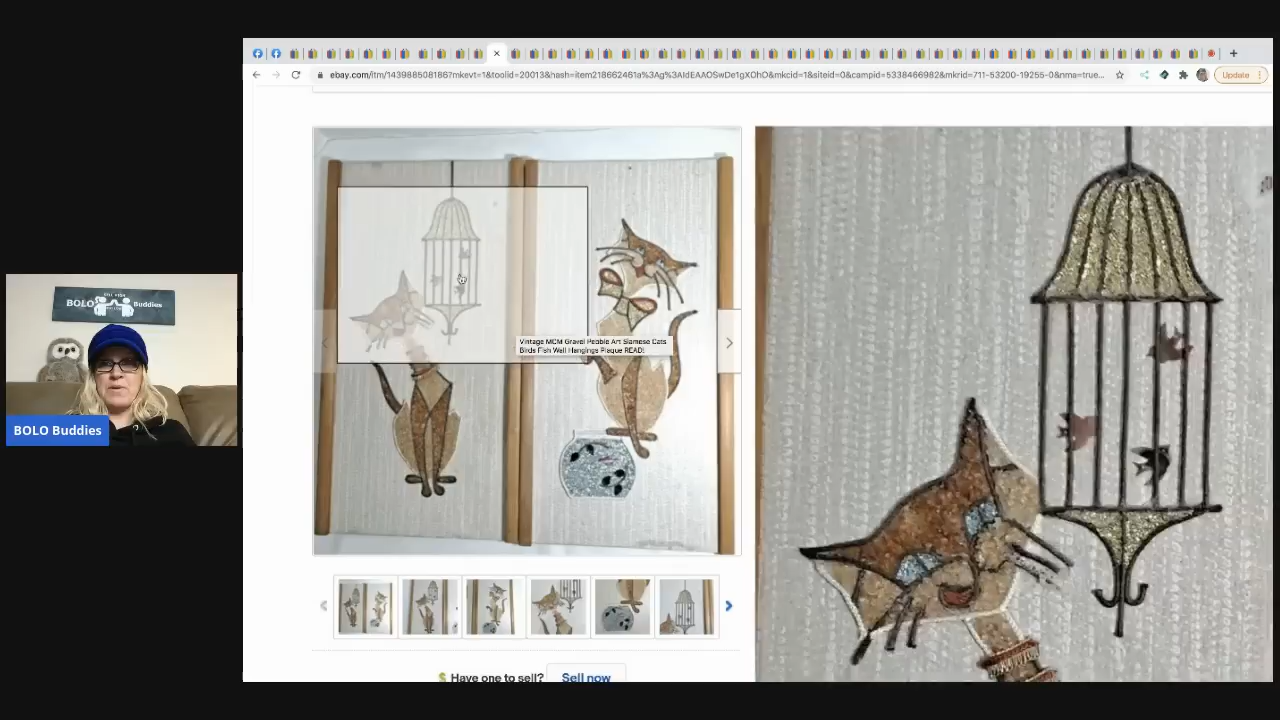 ebay.com/itm/143988508186?mkevt=1&toolid=20013&hash=item218662461a%3Ag%3AIdEAAOSwDe1gXOhO&mkcid=1&siteid=0&campid=5338466982&mkrid=711-53200-19255-0&nma=true...
Update
Vintage MCM Gravel Pebble Art Siamese Cats
Birds Fish Wall Hangings Plaque READ!
BOLO Buddies
BOLO Buddies
$ Have one to sell?
Sell now